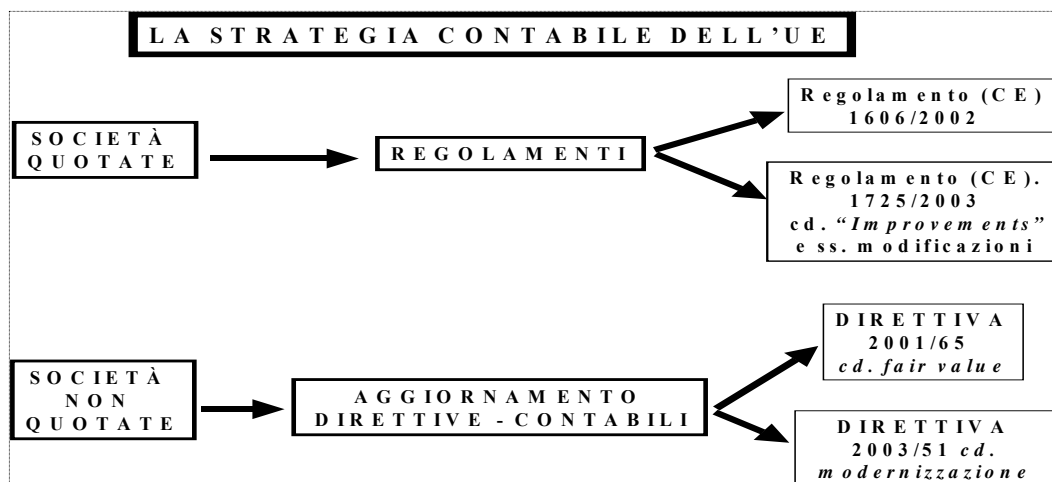 LA STRATEGIA CONTABILE DELL'UE
SOCIETÀ
QUOTATE
REGOLAMENTI
Regolamento (CE)
1606/2002
Regolamento (CE).
1725/2003
cd. “Improvements”
e ss. modificazioni
SOCIETÀ
NON
QUOTATE
AGGIORNAMENTO
DIRETTIVE - CONTABILI
DIRETTIVA
2001/65
cd. fair value
DIRETTIVA
2003/51 cd.
modernizzazione